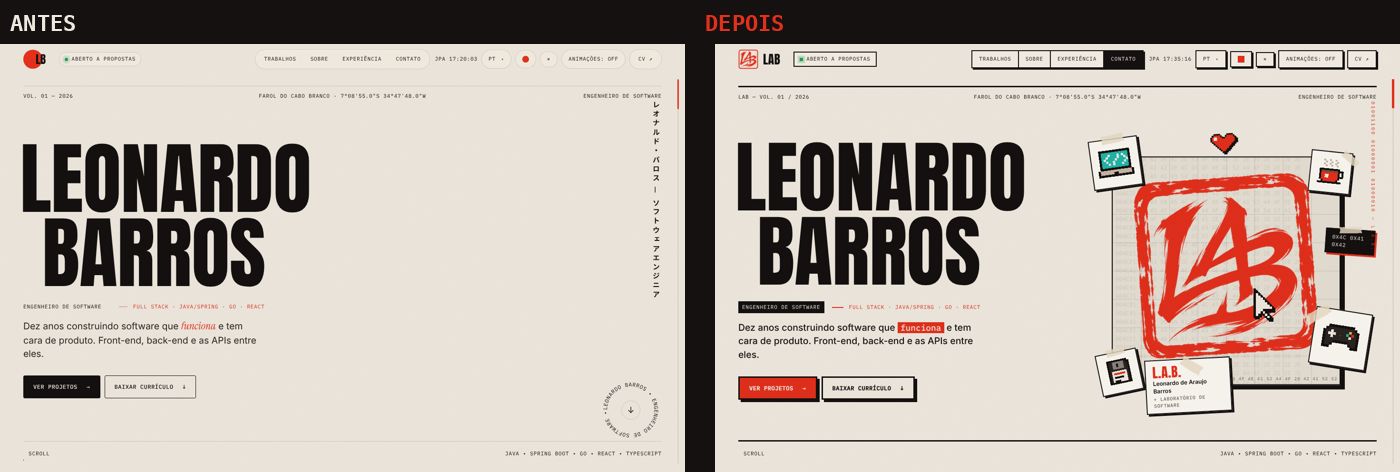 ANTES
LB
ABERTO A PROPOSTAS
TRABALHOS SOBRE EXPERIÊNCIA CONTATO
JPA 17:20:03
PT
ANIMAÇÕES: OFF
CV ↗
VOL. 01 — 2026
FAROL DO CABO BRANCO · 7°08'55.0"S 34°47'48.0"W
ENGENHEIRO DE SOFTWARE
レオナルド・バロス — ソフトウェアエンジニア
LEONARDO
BARROS
ENGENHEIRO DE SOFTWARE
FULL STACK · JAVA/SPRING · GO · REACT
Dez anos construindo software que funciona e tem
cara de produto. Front-end, back-end e as APIs entre
eles.
VER PROJETOS →
BAIXAR CURRÍCULO ↓
LEONARDO BARROS • ENGENHEIRO DE SOFTWARE •
SCROLL
JAVA • SPRING BOOT • GO • REACT • TYPESCRIPT
DEPOIS
LAB
LAB
ABERTO A PROPOSTAS
TRABALHOS SOBRE EXPERIÊNCIA CONTATO
JPA 17:35:16
PT
ANIMAÇÕES: OFF
CV ↗
LAB — VOL. 01 / 2026
FAROL DO CABO BRANCO · 7°08'55.0"S 34°47'48.0"W
ENGENHEIRO DE SOFTWARE
LEONARDO
BARROS
ENGENHEIRO DE SOFTWARE
FULL STACK · JAVA/SPRING · GO · REACT
Dez anos construindo software que funciona e tem
cara de produto. Front-end, back-end e as APIs entre
eles.
VER PROJETOS →
BAIXAR CURRÍCULO ↓
LAB
0X4C 0X41
0X42
L.A.B.
Leonardo de Araujo
Barros
+ LABORATÓRIO DE
SOFTWARE
SCROLL
JAVA • SPRING BOOT • GO • REACT • TYPESCRIPT